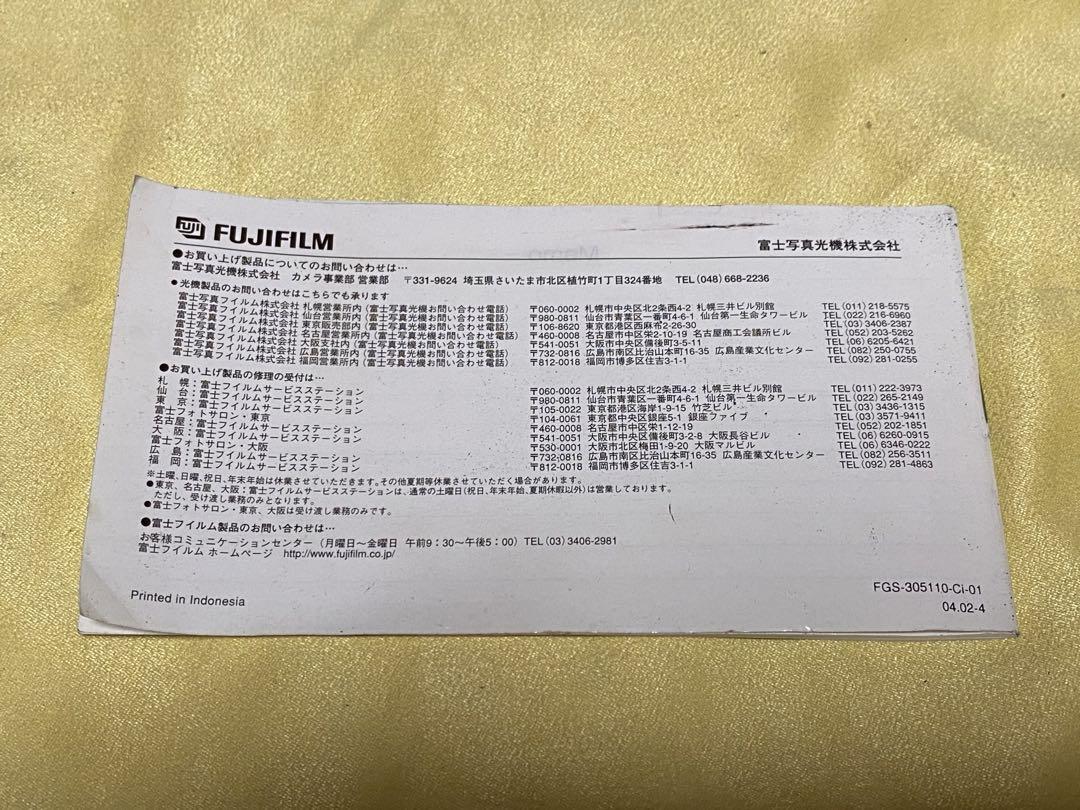 FUJI FUJIFILM 富士写真光機株式会社
●お買い上げ製品についてのお問い合わせは…
富士写真光機株式会社 カメラ事業部 営業部 〒331-9624 埼玉県さいたま市北区植竹町1丁目324番地 TEL(048)668-2236
●光機製品のお問い合わせはこちらでも承ります
富士写真フイルム株式会社 札幌営業所内(富士写真光機お問い合わせ電話) 〒060-0002 札幌市中央区北2条西4-2 札幌三井ビル別館 TEL(011)218-5575
富士写真フイルム株式会社 仙台営業所内(富士写真光機お問い合わせ電話) 〒980-0811 仙台市青葉区一番町4-6-1 仙台第一生命タワービル TEL(022)216-6960
富士写真フイルム株式会社 東京販売部内(富士写真光機お問い合わせ電話) 〒106-8620 東京都港区西麻布2-26-30 TEL(03)3406-2387
富士写真フイルム株式会社 名古屋営業所内(富士写真光機お問い合わせ電話) 〒460-0008 名古屋市中区栄2-10-19 名古屋商工会議所ビル TEL(052)203-5262
富士写真フイルム株式会社 大阪支社内(富士写真光機お問い合わせ電話) 〒541-0051 大阪市中央区備後町3-5-11 TEL(06)6205-6421
富士写真フイルム株式会社 広島営業所内(富士写真光機お問い合わせ電話) 〒732-0816 広島市南区比治山本町16-35 広島産業文化センター TEL(082)250-0755
富士写真フイルム株式会社 福岡営業所内(富士写真光機お問い合わせ電話) 〒812-0018 福岡市博多区住吉3-1-1 TEL(092)281-0255
●お買い上げ製品の修理の受付は…
札幌:富士フイルムサービスステーション 〒060-0002 札幌市中央区北2条西4-2 札幌三井ビル別館 TEL(011)222-3973
仙台:富士フイルムサービスステーション 〒980-0811 仙台市青葉区一番町4-6-1 仙台第一生命タワービル TEL(022)265-2149
東京:富士フイルムサービスステーション 〒105-0022 東京都港区海岸1-9-15 竹芝ビル TEL(03)3436-1315
富士フォトサロン・東京 〒104-0061 東京都中央区銀座5-1 銀座ファイブ TEL(03)3571-9411
名古屋:富士フイルムサービスステーション 〒460-0008 名古屋市中区栄1-12-19 TEL(052)202-1851
大阪:富士フイルムサービスステーション 〒541-0051 大阪市中央区備後町3-2-8 大阪長谷ビル TEL(06)6260-0915
富士フォトサロン・大阪 〒530-0001 大阪市北区梅田1-9-20 大阪マルビル TEL(06)6346-0222
広島:富士フイルムサービスステーション 〒732-0816 広島市南区比治山本町16-35 広島産業文化センター TEL(082)256-3511
福岡:富士フイルムサービスステーション 〒812-0018 福岡市博多区住吉3-1-1 TEL(092)281-4863
※土曜、日曜、祝日、年末年始は休業させていただきます。その他夏期等休業させていただく場合があります。
●東京、名古屋、大阪:富士フイルムサービスステーションは、通常の土曜日(祝日、年末年始、夏期休暇以外)は営業しております。
ただし、受け渡し業務のみとなります。
●富士フォトサロン・東京、大阪は受け渡し業務のみです。
●富士フイルム製品のお問い合わせは…
お客様コミュニケーションセンター(月曜日〜金曜日 午前9:30〜午後5:00)TEL(03)3406-2981
富士フイルム ホームページ http://www.fujifilm.co.jp/
FGS-305110-Ci-01
Printed in Indonesia 04.02-4